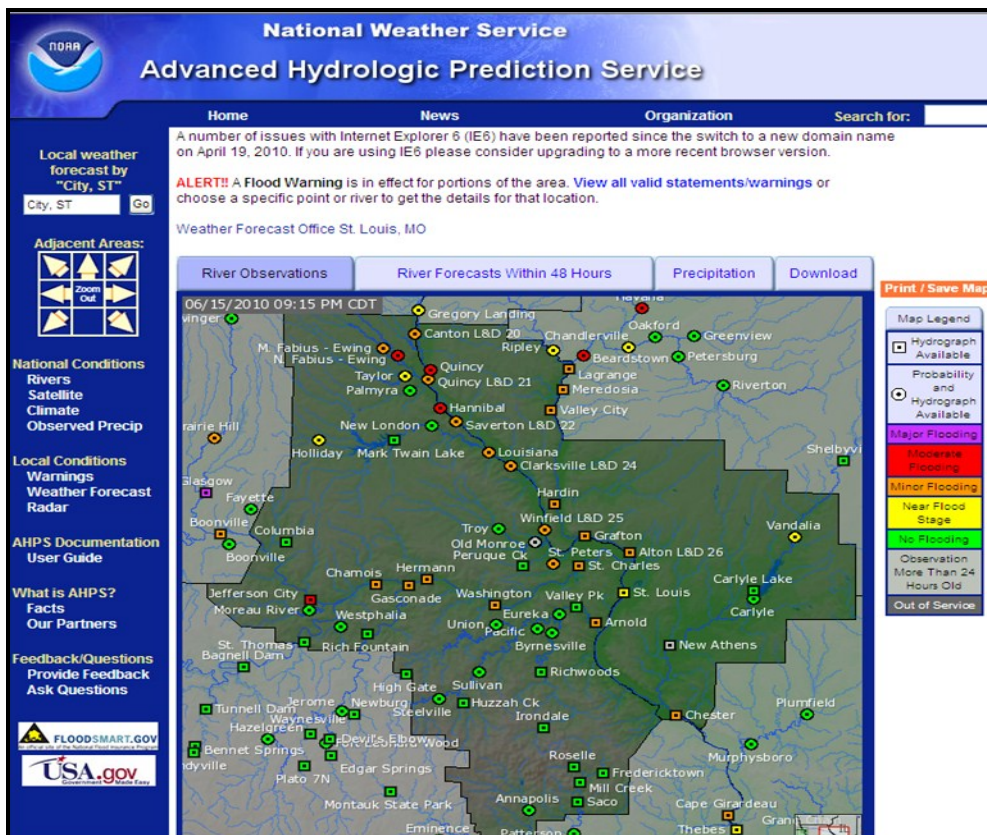 NOAA
National Weather Service
Advanced Hydrologic Prediction Service
Home News Organization Search for:
A number of issues with Internet Explorer 6 (IE6) have been reported since the switch to a new domain name
on April 19, 2010. If you are using IE6 please consider upgrading to a more recent browser version.
ALERT!! A Flood Warning is in effect for portions of the area. View all valid statements/warnings or
choose a specific point or river to get the details for that location.
Weather Forecast Office St. Louis, MO
Local weather
forecast by
"City, ST"
City, ST Go
Adjacent Areas:
Zoom
Out
National Conditions
Rivers
Satellite
Climate
Observed Precip
Local Conditions
Warnings
Weather Forecast
Radar
AHPS Documentation
User Guide
What is AHPS?
Facts
Our Partners
Feedback/Questions
Provide Feedback
Ask Questions
FLOODSMART.GOV
USA.gov
Government Made Easy
River Observations River Forecasts Within 48 Hours Precipitation Download
06/15/2010 09:15 PM CDT
Gregory Landing
Havana
Canton L&D 20
Chandlerville
Oakford
Greenview
M. Fabius - Ewing
N. Fabius - Ewing
Ripley
Beardstown
Petersburg
Quincy
Lagrange
Taylor
Quincy L&D 21
Meredosia
Riverton
Palmyra
Hannibal
Valley City
New London
Saverton L&D 22
Holliday
Mark Twain Lake
Louisiana
Clarksville L&D 24
Glasgow
Fayette
Hardin
Boonville
Columbia
Troy
Winfield L&D 25
Grafton
Vandalia
Boonville
Old Monroe
Peruque Ck
St. Peters
Alton L&D 26
St. Charles
Chamois
Hermann
Gasconade
Carlyle Lake
Carlyle
Jefferson City
Moreau River
Washington
Valley Pk
St. Louis
Westphalia
Union
Eureka
Pacific
Arnold
St. Thomas
Rich Fountain
Byrnesville
New Athens
Bagnell Dam
High Gate
Sullivan
Richwoods
Tunnell Dam
Jerome
Newburg
Steelville
Huzzah Ck
Irondale
Chester
Plumfield
Waynesville
Hazelgreen
Devil's Elbow
Fort Leonard Wood
Bennet Springs
Plato 7N
Edgar Springs
Roselle
Fredericktown
Murphysboro
Mill Creek
Montauk State Park
Annapolis
Saco
Cape Girardeau
Eminence
Patterson
Thebes
Print / Save Map
Map Legend
Hydrograph
Available
Probability
and
Hydrograph
Available
Major Flooding
Moderate
Flooding
Minor Flooding
Near Flood
Stage
No Flooding
Observation
More Than 24
Hours Old
Out of Service